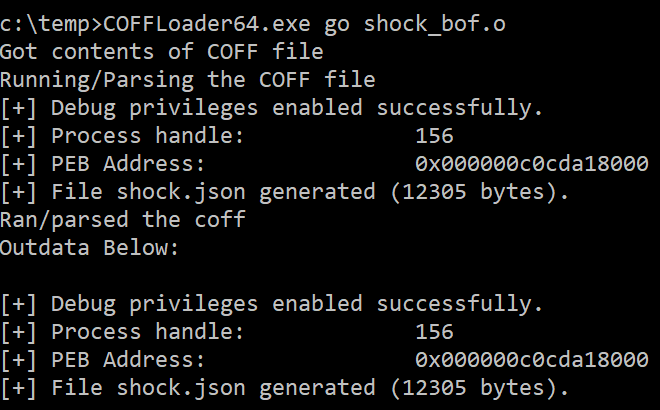 c:\temp>COFFLoader64.exe go shock_bof.o
Got contents of COFF file
Running/Parsing the COFF file
[+] Debug privileges enabled successfully.
[+] Process handle:            156
[+] PEB Address:               0x000000c0cda18000
[+] File shock.json generated (12305 bytes).
Ran/parsed the coff
Outdata Below:

[+] Debug privileges enabled successfully.
[+] Process handle:            156
[+] PEB Address:               0x000000c0cda18000
[+] File shock.json generated (12305 bytes).